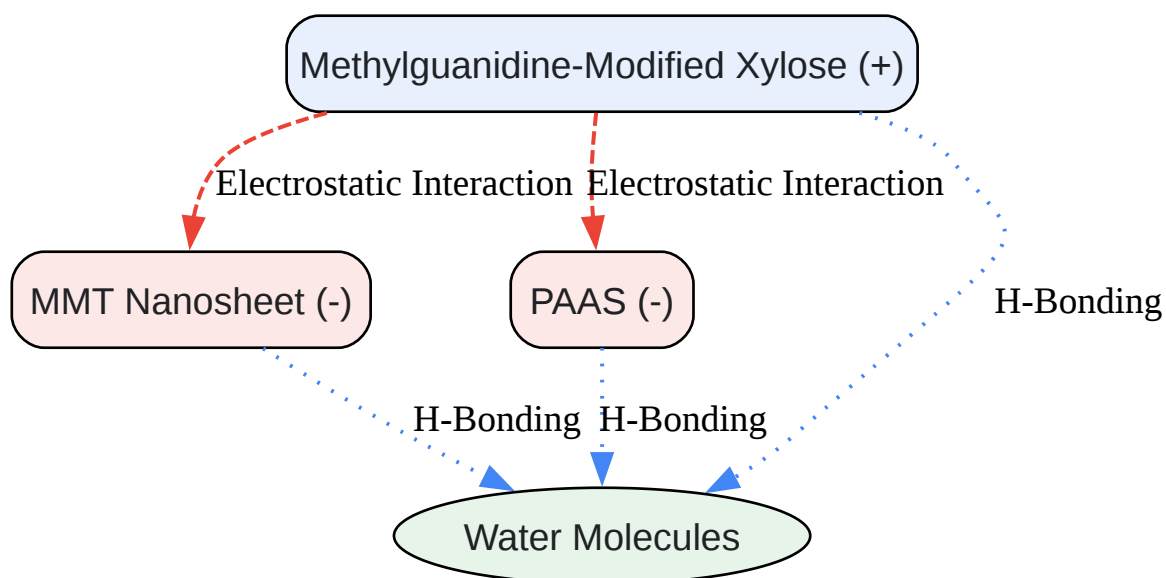 Methylguanidine-Modified Xylose (+)
Electrostatic Interaction
Electrostatic Interaction
MMT Nanosheet (-)
PAAS (-)
H-Bonding
H-Bonding
H-Bonding
Water Molecules